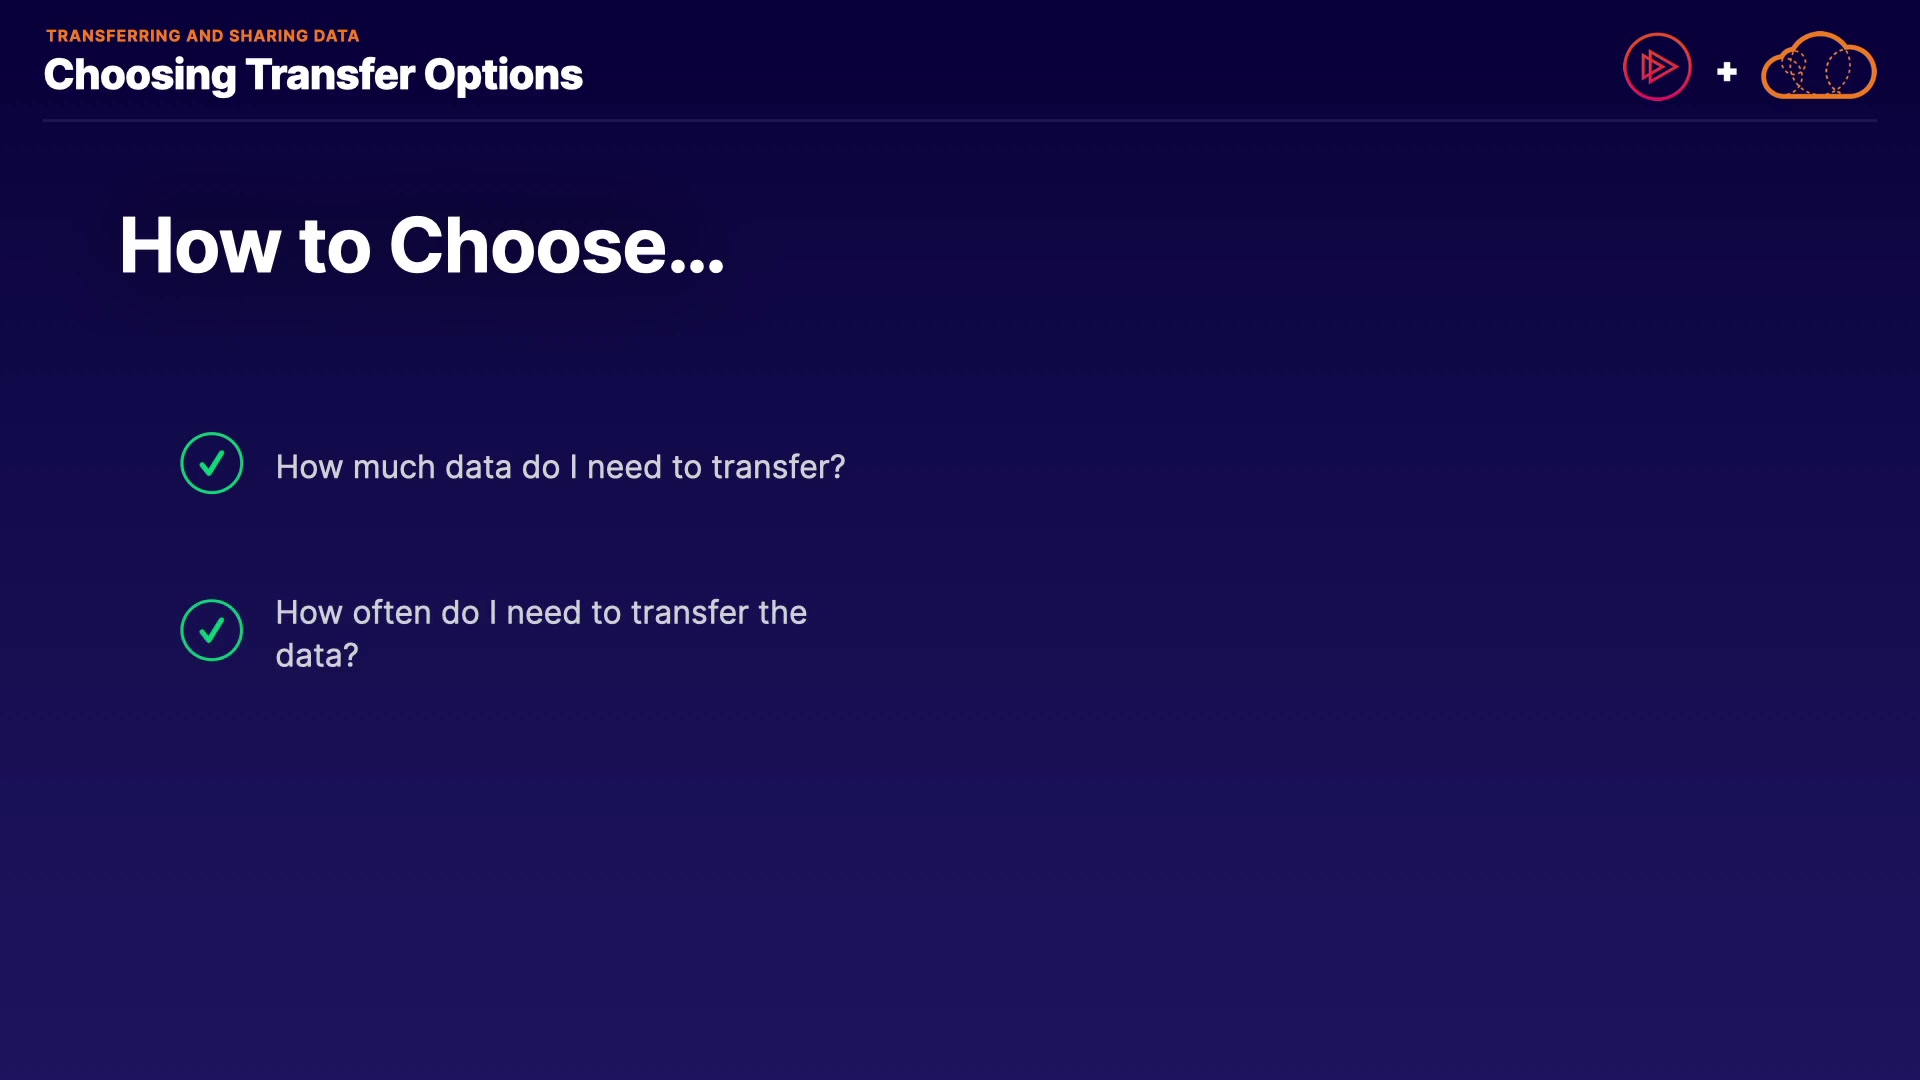 TRANSFERRING AND SHARING DATA
Choosing Transfer Options
+
How to Choose...
How much data do I need to transfer?
How often do I need to transfer the
data?